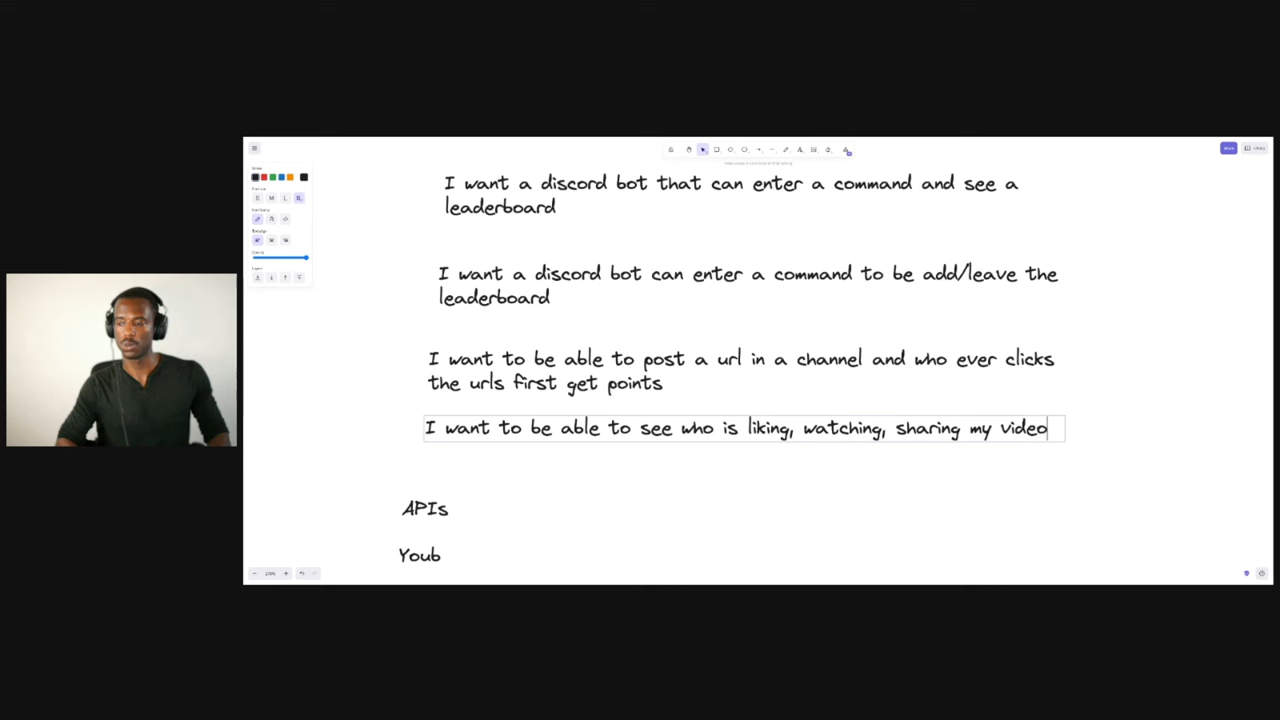 Share
Library
I want a discord bot that can enter a command and see a
leaderboard
I want a discord bot can enter a command to be add/leave the
leaderboard
I want to be able to post a url in a channel and who ever clicks
the urls first get points
I want to be able to see who is liking, watching, sharing my video
APIs
Youb